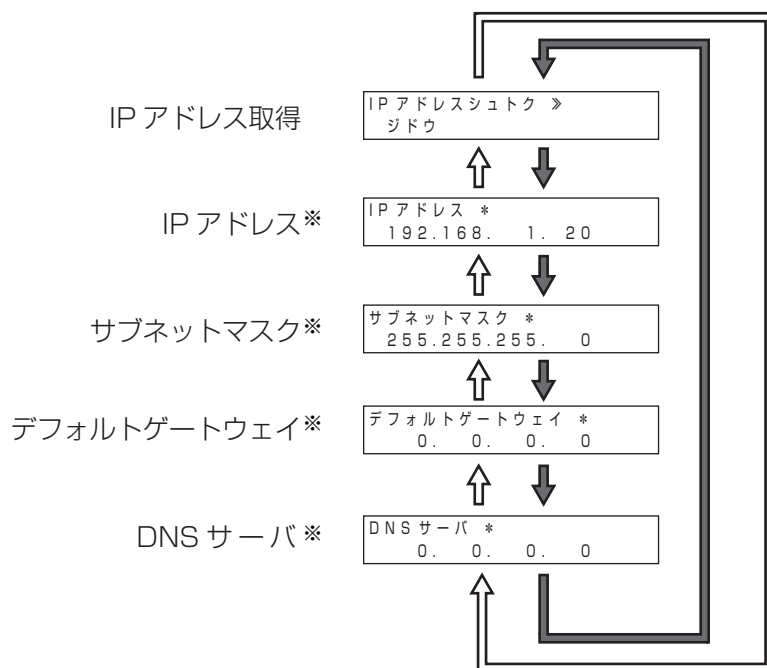 IP アドレス取得
IP アドレスシュトク 》
ジドウ
IP アドレス※
IP アドレス *
192.168. 1. 20
サブネットマスク※
サブネットマスク *
255.255.255. 0
デフォルトゲートウェイ※
デフォルトゲートウェイ *
0. 0. 0. 0
DNS サーバ※
DNS サーバ *
0. 0. 0. 0